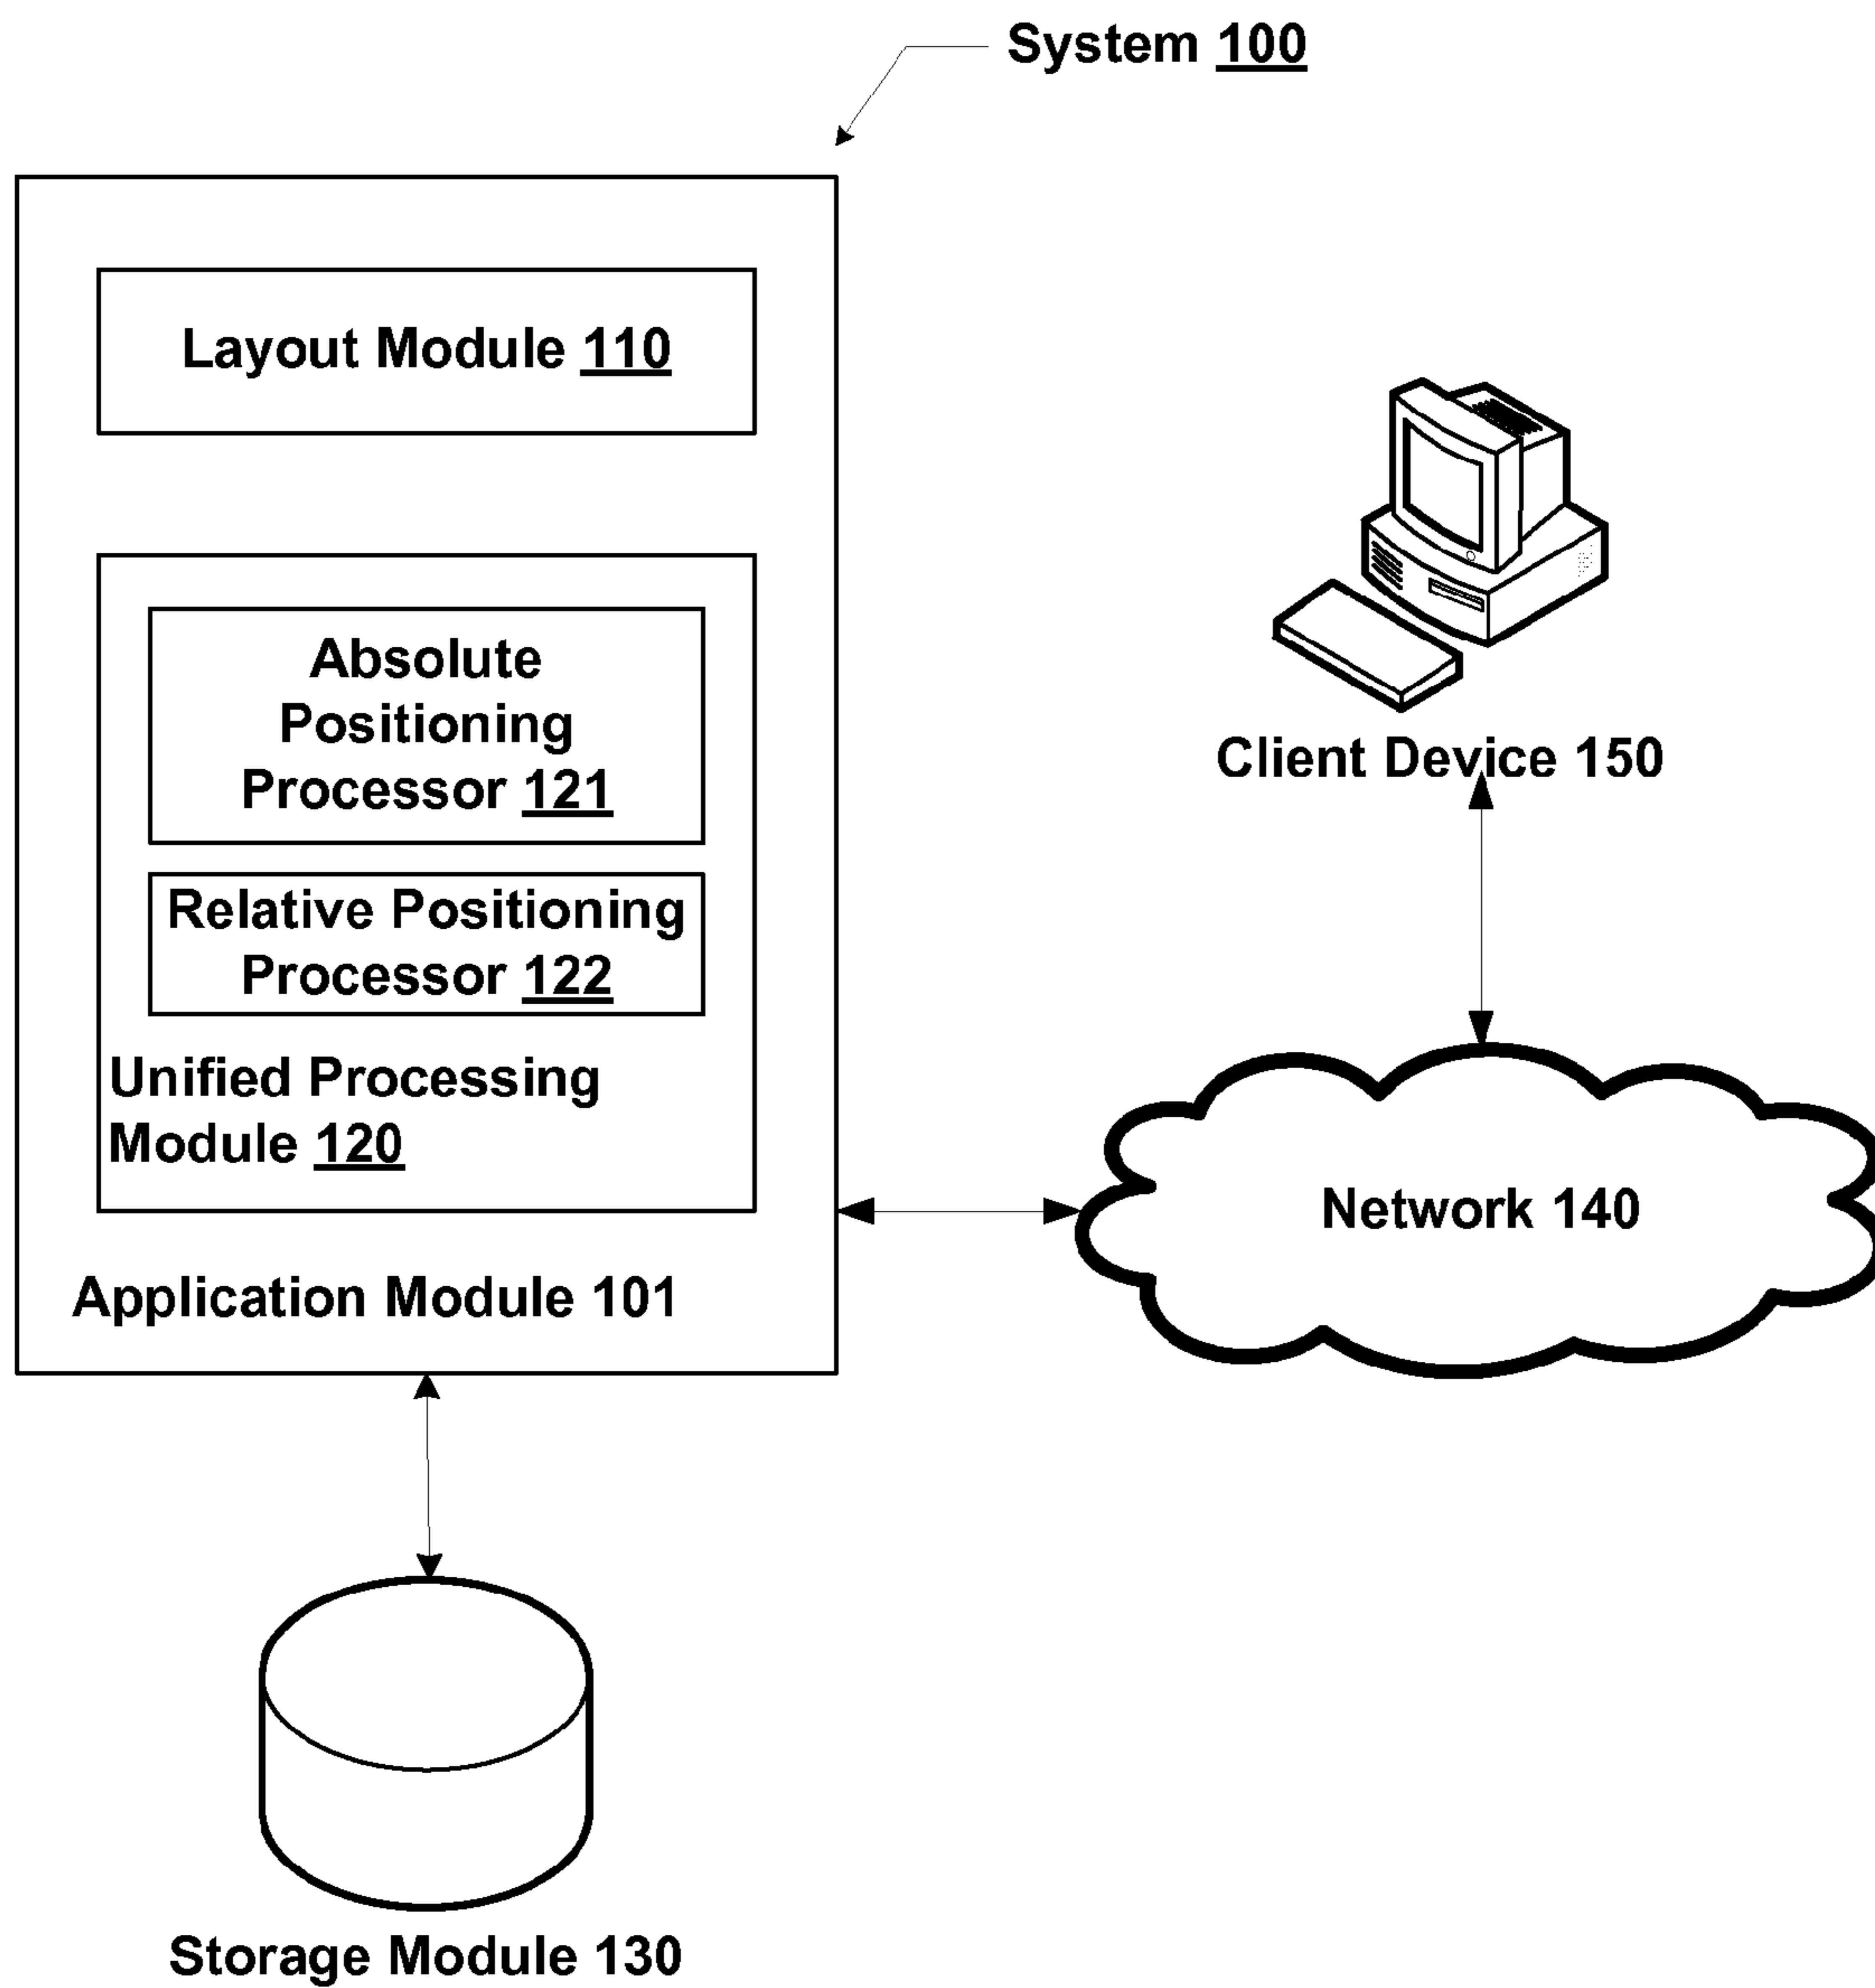 System 100
Layout Module 110
Absolute
Positioning
Processor 121
Relative Positioning
Processor 122
Unified Processing
Module 120
Application Module 101
Client Device 150
Network 140
Storage Module 130